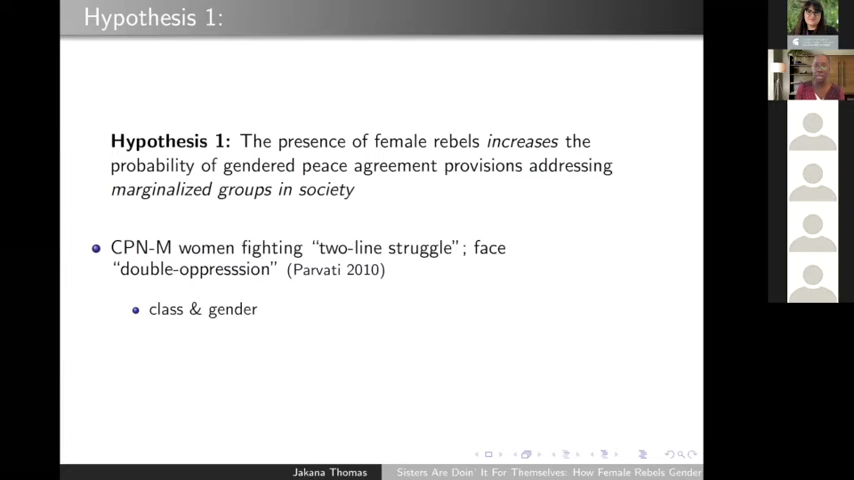 Hypothesis 1:
Hypothesis 1: The presence of female rebels increases the
probability of gendered peace agreement provisions addressing
marginalized groups in society
CPN-M women fighting “two-line struggle”; face
“double-oppresssion” (Parvati 2010)
class & gender
Jakana Thomas
Sisters Are Doin' It For Themselves: How Female Rebels Gender